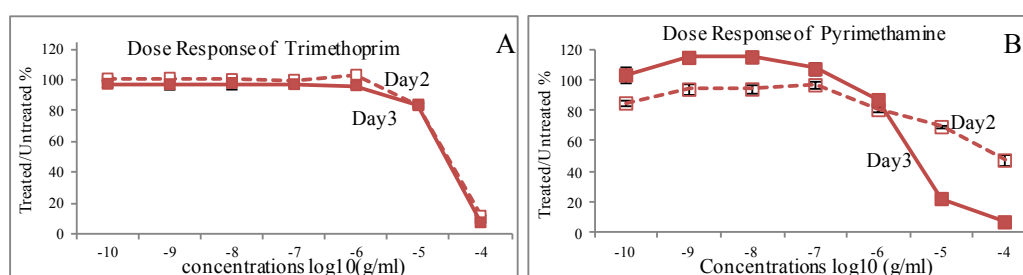 Dose Response of Trimethoprim
A
Treated/Untreated %
120
100
80
60
40
20
0
Day2
Day3
-10 -9 -8 -7 -6 -5 -4
concentrations log10 (g/ml)
Dose Response of Pyrimethamine
B
Treated/Untreated %
120
100
80
60
40
20
0
Day2
Day3
-10 -9 -8 -7 -6 -5 -4
Concentrations log10 (g/ml)